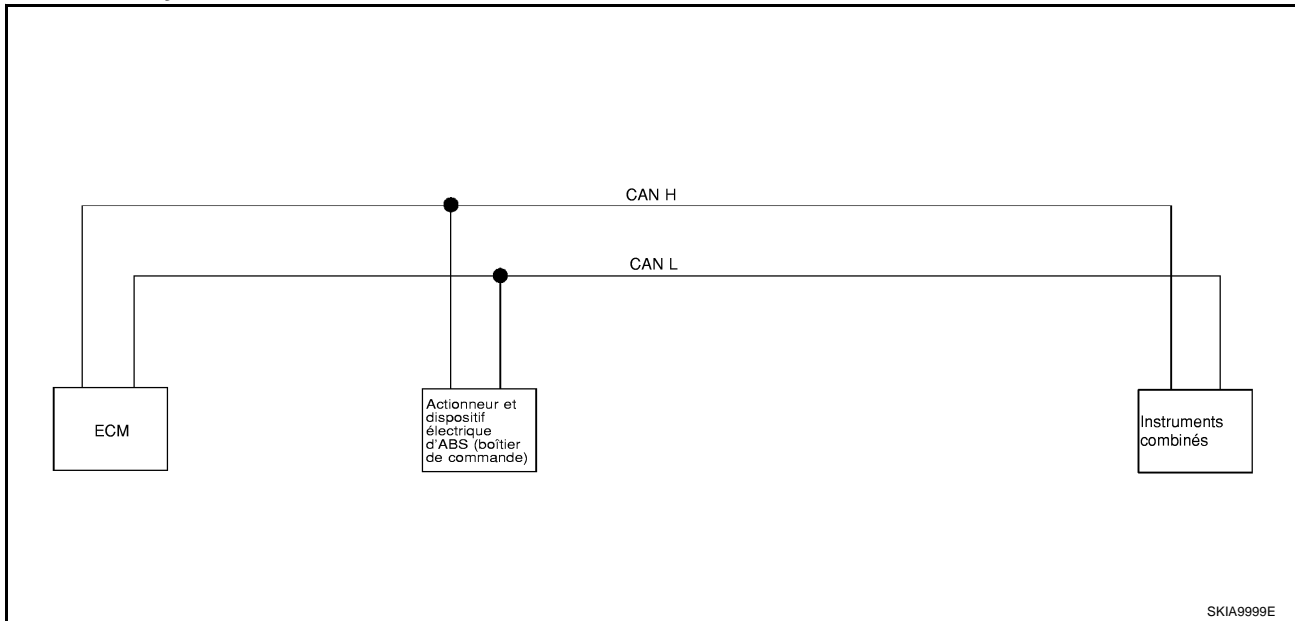 CAN H
CAN L
ECM
Actionneur et
dispositif
électrique
d'ABS (boîtier
de commande)
Instruments
combinés
SKIA9999E